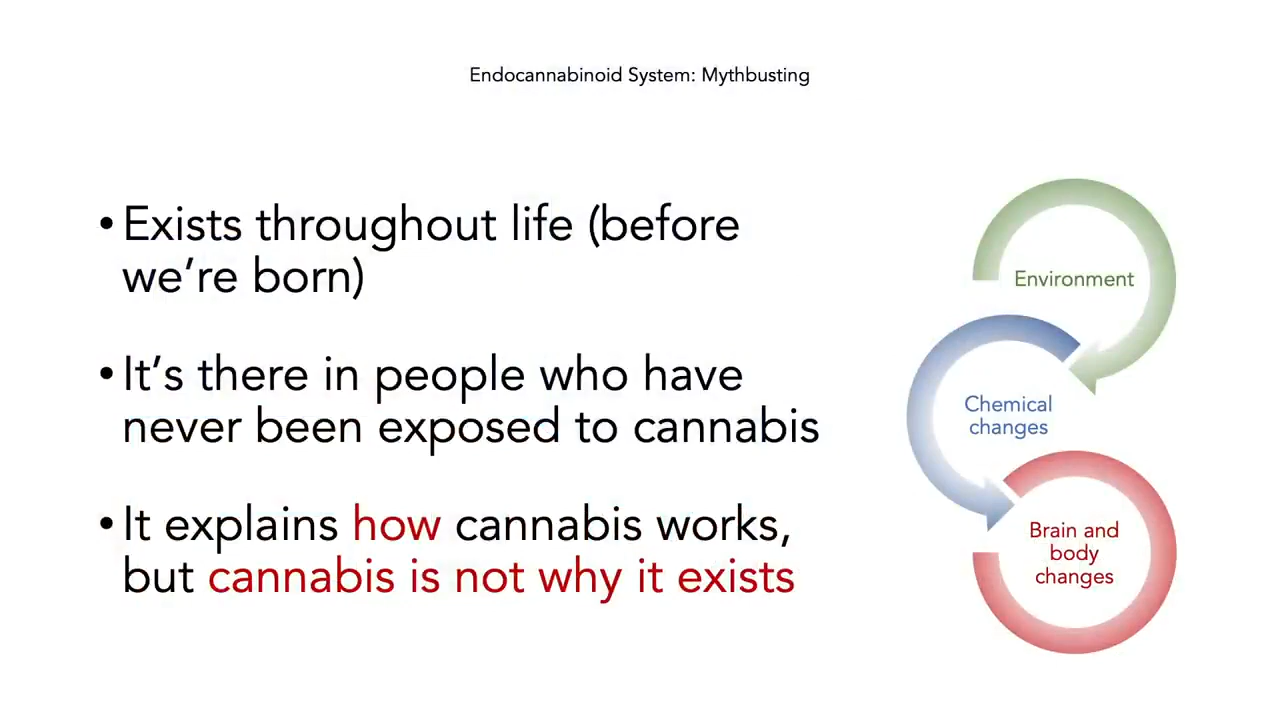 Endocannabinoid System: Mythbusting
•Exists throughout life (before
we’re born)
•It’s there in people who have
never been exposed to cannabis
•It explains how cannabis works,
but cannabis is not why it exists
Environment
Chemical
changes
Brain and
body
changes